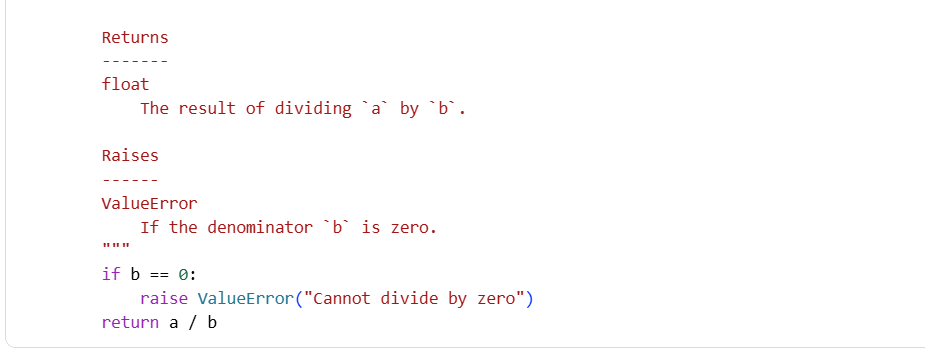 Returns
-------
float
    The result of dividing `a` by `b`.

Raises
------
ValueError
    If the denominator `b` is zero.
"""
if b == 0:
    raise ValueError("Cannot divide by zero")
return a / b